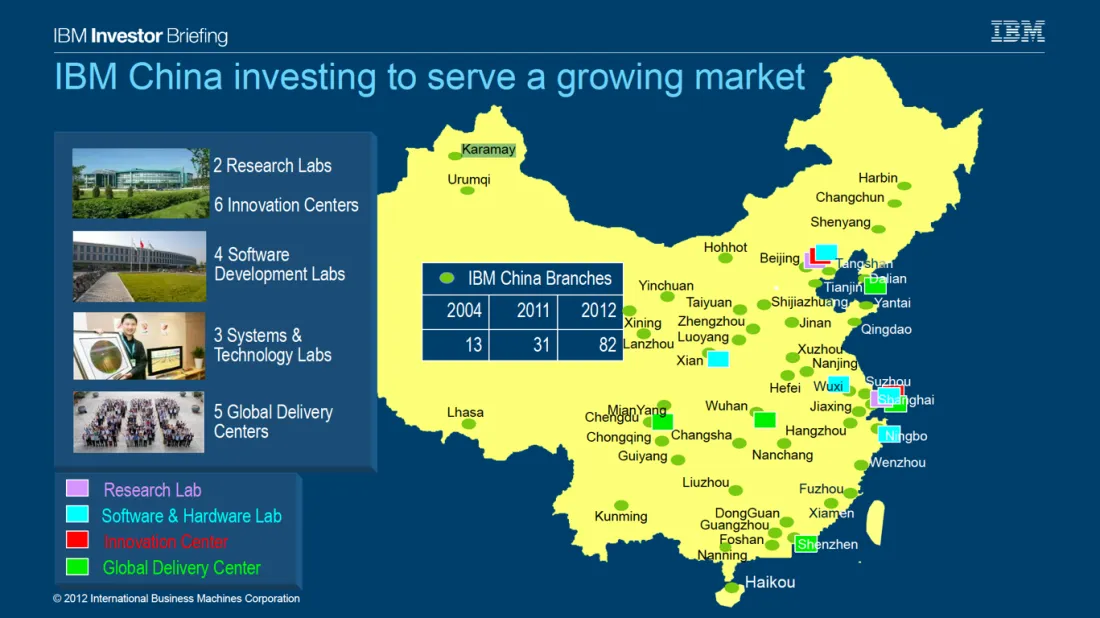 IBM Investor Briefing
IBM
IBM China investing to serve a growing market
2 Research Labs
6 Innovation Centers
4 Software
Development Labs
3 Systems &
Technology Labs
5 Global Delivery
Centers
Research Lab
Software & Hardware Lab
Innovation Center
Global Delivery Center
IBM China Branches
2004 2011 2012
13 31 82
Karamay
Urumqi
Harbin
Changchun
Shenyang
Hohhot
Beijing
Tangshan
Dalian
Tianjin
Yinchuan
Taiyuan
Shijiazhuang
Yantai
Xining
Zhengzhou
Jinan
Qingdao
Lanzhou
Luoyang
Xian
Xuzhou
Nanjing
Hefei
Wuxi
Suzhou
Shanghai
Lhasa
MianYang
Chengdu
Wuhan
Jiaxing
Chongqing
Changsha
Hangzhou
Ningbo
Guiyang
Nanchang
Wenzhou
Liuzhou
Fuzhou
Kunming
DongGuan
Xiamen
Guangzhou
Foshan
Shenzhen
Nanning
Haikou
© 2012 International Business Machines Corporation